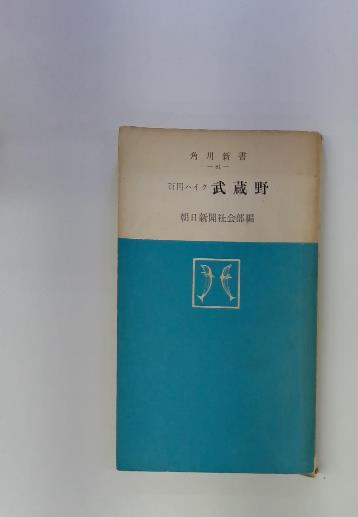 角川新書
百円ハイク 武蔵野
朝日新聞社会部編